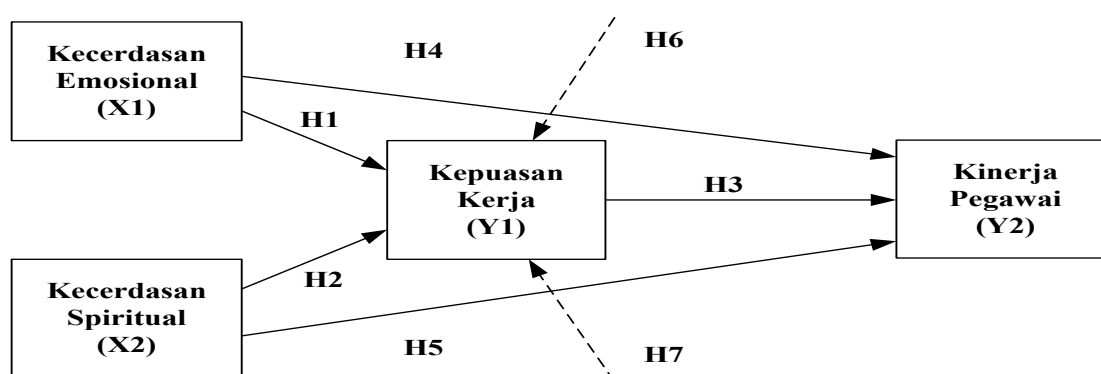 Kecerdasan
Emosional
(X1)
H4
H6
H1
Kepuasan
Kerja
(Y1)
H3
Kinerja
Pegawai
(Y2)
Kecerdasan
Spiritual
(X2)
H2
H5
H7